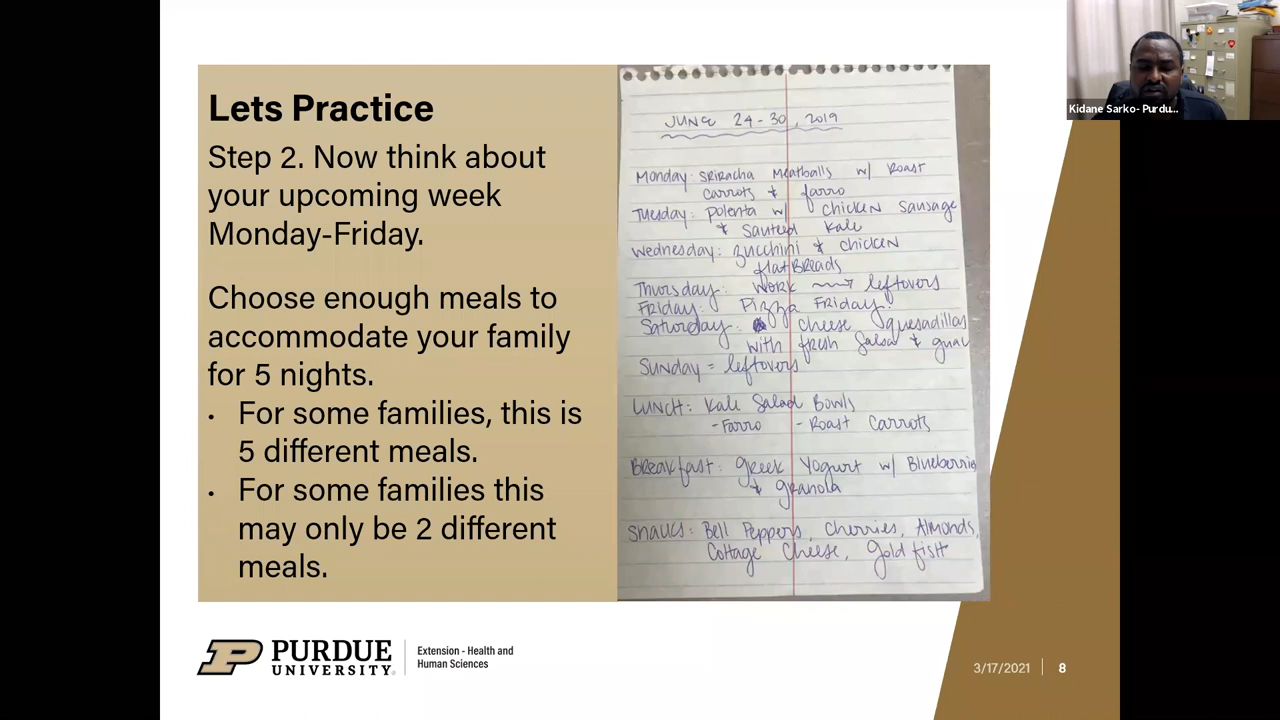 Lets Practice
Step 2. Now think about
your upcoming week
Monday-Friday.
Choose enough meals to
accommodate your family
for 5 nights.
• For some families, this is
5 different meals.
• For some families this
may only be 2 different
meals.
JUNE 24-30, 2019
Monday: Sriracha Meatballs w/ Roast
carrots & farro
Tuesday: polenta w/ chicken Sausage
& Sauteed Kale
Wednesday: zucchini & chicken
flatBreads
Thursday: work → leftovers
Friday: Pizza Friday!
Saturday: cheese quesadillas
with fresh Salsa & guac
Sunday = leftovers
Lunch: Kale Salad Bowls
- Farro - Roast Carrots
Breakfast: Greek Yogurt w/ Blueberries
& granola
Snacks: Bell Peppers, Cherries, Almonds,
Cottage Cheese, Goldfish
PURDUE
UNIVERSITY®
Extension - Health and
Human Sciences
3/17/2021 | 8
Kidane Sarko- Purdu...